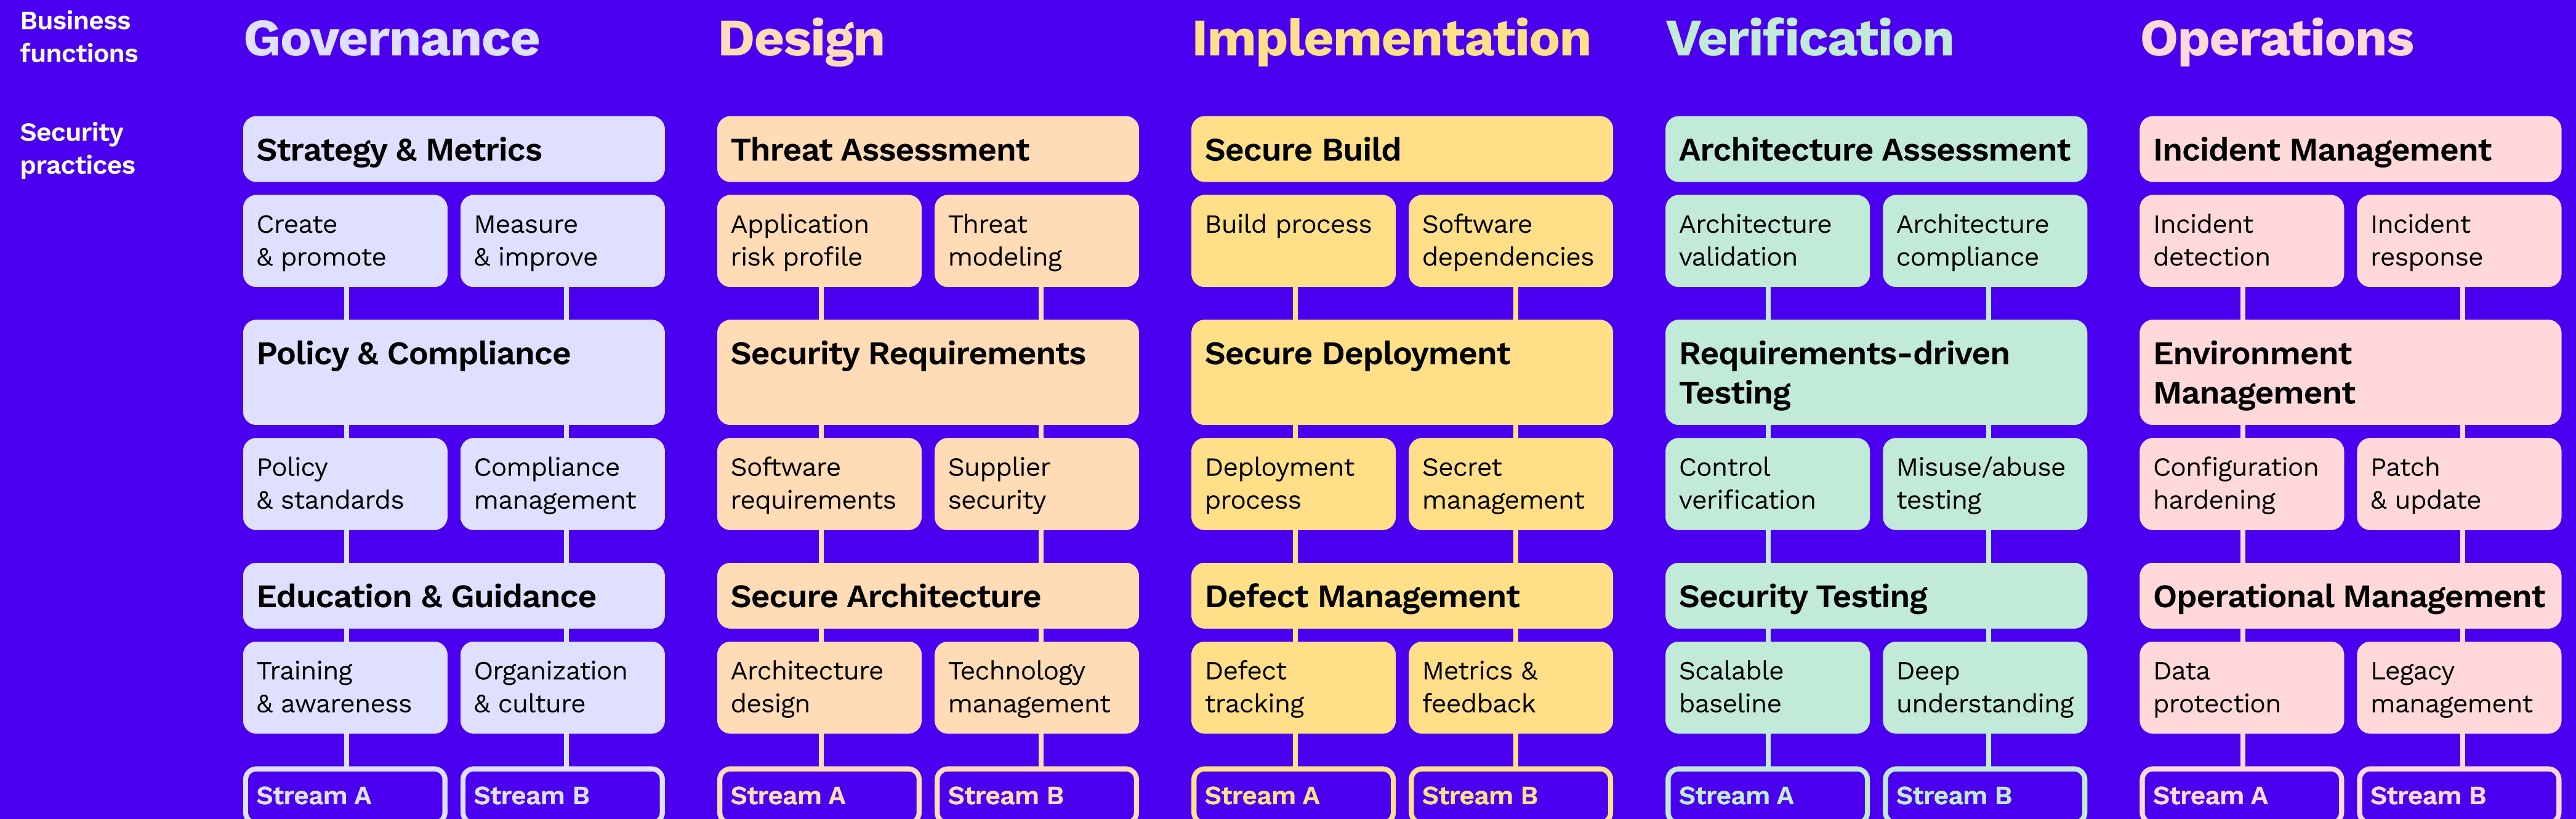 Business
functions
Governance
Design
Implementation
Verification
Operations
Security
practices
Strategy & Metrics
Threat Assessment
Secure Build
Architecture Assessment
Incident Management
Create
& promote
Measure
& improve
Application
risk profile
Threat
modeling
Build process
Software
dependencies
Architecture
validation
Architecture
compliance
Incident
detection
Incident
response
Policy & Compliance
Security Requirements
Secure Deployment
Requirements-driven
Testing
Environment
Management
Policy
& standards
Compliance
management
Software
requirements
Supplier
security
Deployment
process
Secret
management
Control
verification
Misuse/abuse
testing
Configuration
hardening
Patch
& update
Education & Guidance
Secure Architecture
Defect Management
Security Testing
Operational Management
Training
& awareness
Organization
& culture
Architecture
design
Technology
management
Defect
tracking
Metrics &
feedback
Scalable
baseline
Deep
understanding
Data
protection
Legacy
management
Stream A
Stream B
Stream A
Stream B
Stream A
Stream B
Stream A
Stream B
Stream A
Stream B